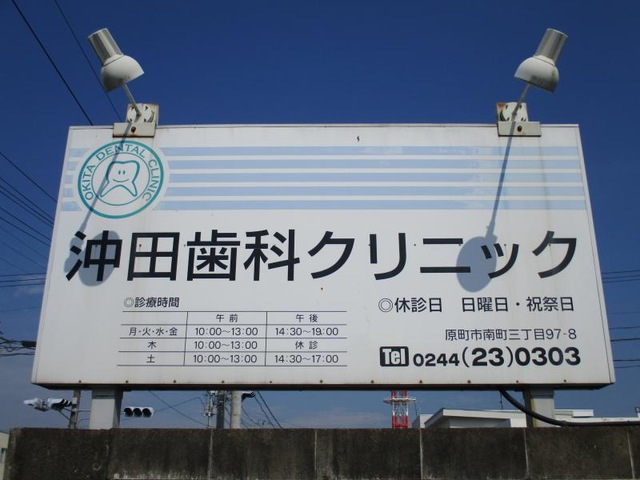 OKITA DENTAL CLINIC
沖田歯科クリニック
◎診療時間
午前 午後
月・火・水・金 10:00〜13:00 14:30〜19:00
木 10:00〜13:00 休診
土 10:00〜13:00 14:30〜17:00
◎休診日 日曜日・祝祭日
原町市南町三丁目97-8
Tel 0244(23)0303